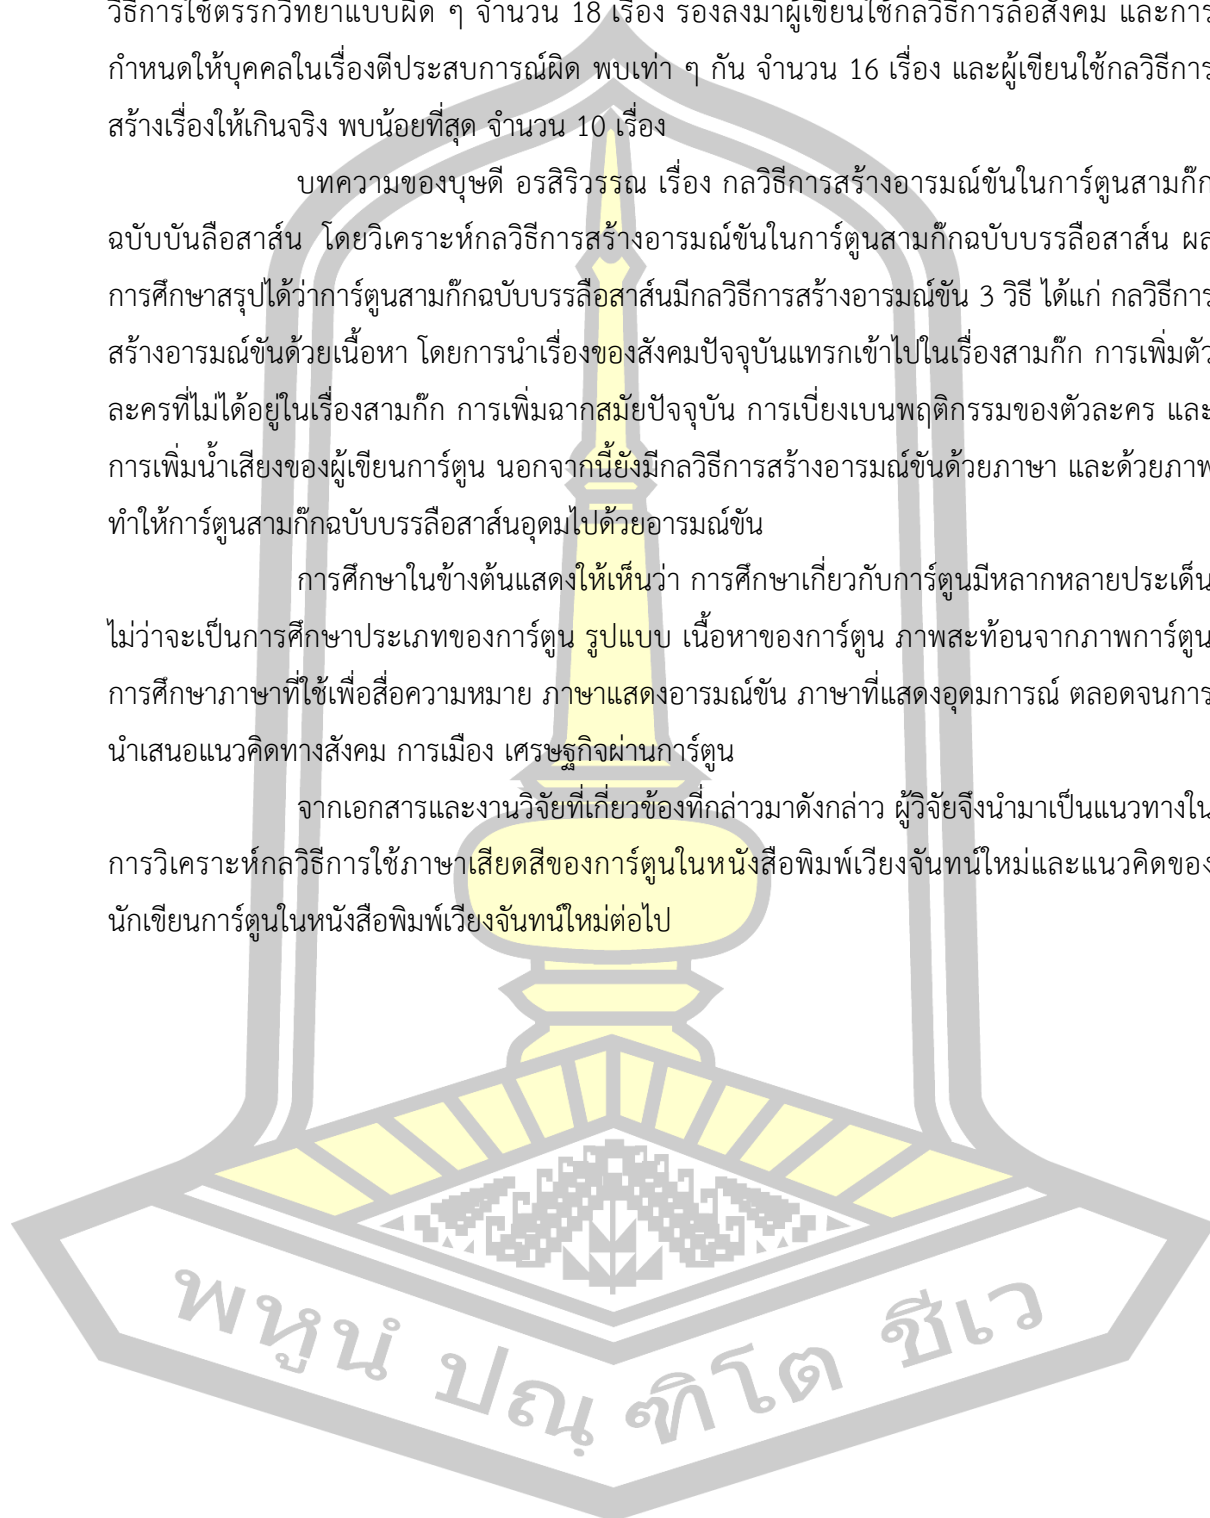 วิธีการใช้ตรรกวิทยาแบบผิด ๆ จำนวน 18 เรื่อง รองลงมาผู้เขียนใช้กลวิธีการล้อสังคม และการ
กำหนดให้บุคคลในเรื่องตีประสบการณ์ผิด พบเท่า ๆ กัน จำนวน 16 เรื่อง และผู้เขียนใช้กลวิธีการ
สร้างเรื่องให้เกินจริง พบน้อยที่สุด จำนวน 10 เรื่อง
บทความของบุษดี อรสิริวรรณ เรื่อง กลวิธีการสร้างอารมณ์ขันในการ์ตูนสามก๊ก
ฉบับบันลือสาส์น โดยวิเคราะห์กลวิธีการสร้างอารมณ์ขันในการ์ตูนสามก๊กฉบับบรรลือสาส์น ผล
การศึกษาสรุปได้ว่าการ์ตูนสามก๊กฉบับบรรลือสาส์นมีกลวิธีการสร้างอารมณ์ขัน 3 วิธี ได้แก่ กลวิธีการ
สร้างอารมณ์ขันด้วยเนื้อหา โดยการนำเรื่องของสังคมปัจจุบันแทรกเข้าไปในเรื่องสามก๊ก การเพิ่มตัว
ละครที่ไม่ได้อยู่ในเรื่องสามก๊ก การเพิ่มฉากสมัยปัจจุบัน การเบี่ยงเบนพฤติกรรมของตัวละคร และ
การเพิ่มน้ำเสียงของผู้เขียนการ์ตูน นอกจากนี้ยังมีกลวิธีการสร้างอารมณ์ขันด้วยภาษา และด้วยภาพ
ทำให้การ์ตูนสามก๊กฉบับบรรลือสาส์นอุดมไปด้วยอารมณ์ขัน
การศึกษาในข้างต้นแสดงให้เห็นว่า การศึกษาเกี่ยวกับการ์ตูนมีหลากหลายประเด็น
ไม่ว่าจะเป็นการศึกษาประเภทของการ์ตูน รูปแบบ เนื้อหาของการ์ตูน ภาพสะท้อนจากภาพการ์ตูน
การศึกษาภาษาที่ใช้เพื่อสื่อความหมาย ภาษาแสดงอารมณ์ขัน ภาษาที่แสดงอุดมการณ์ ตลอดจนการ
นำเสนอแนวคิดทางสังคม การเมือง เศรษฐกิจผ่านการ์ตูน
จากเอกสารและงานวิจัยที่เกี่ยวข้องที่กล่าวมาดังกล่าว ผู้วิจัยจึงนำมาเป็นแนวทางใน
การวิเคราะห์กลวิธีการใช้ภาษาเสียดสีของการ์ตูนในหนังสือพิมพ์เวียงจันทน์ใหม่และแนวคิดของ
นักเขียนการ์ตูนในหนังสือพิมพ์เวียงจันทน์ใหม่ต่อไป
พหูนํ ปณฺ ฑิโต ชีเว